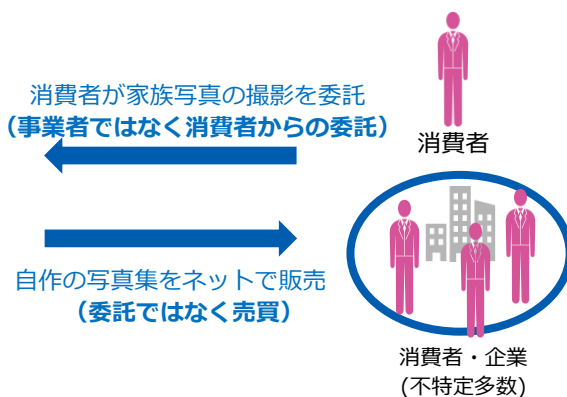 消費者が家族写真の撮影を委託
（事業者ではなく消費者からの委託）
消費者
自作の写真集をネットで販売
（委託ではなく売買）
消費者・企業
(不特定多数)